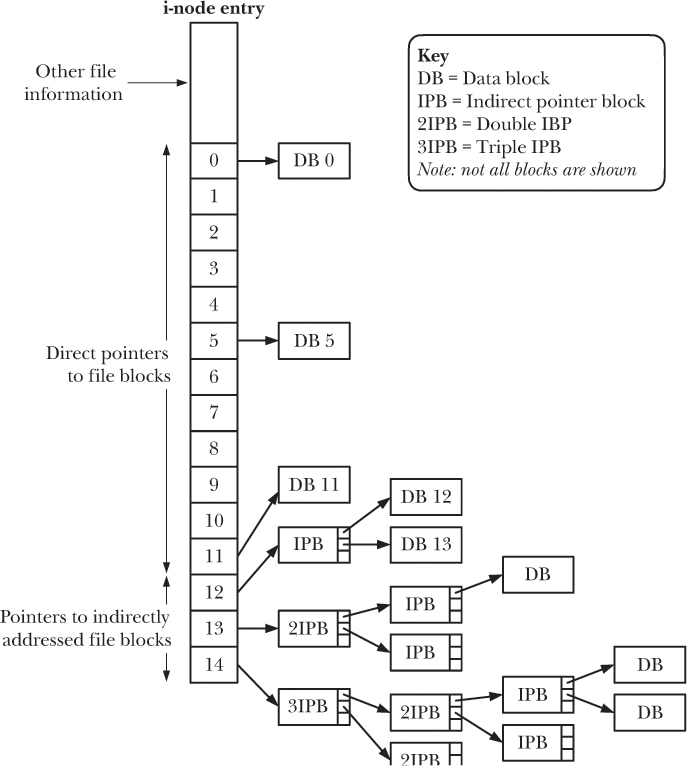 i-node entry
Other file
information
Key
DB = Data block
IPB = Indirect pointer block
2IPB = Double IBP
3IPB = Triple IPB
Note: not all blocks are shown
0
DB 0
1
2
3
4
5
DB 5
Direct pointers
to file blocks
6
7
8
9
DB 11
10
DB 12
11
IPB
DB 13
12
DB
Pointers to indirectly
addressed file blocks
13
2IPB
IPB
IPB
14
DB
3IPB
2IPB
IPB
DB
IPB
2IPB